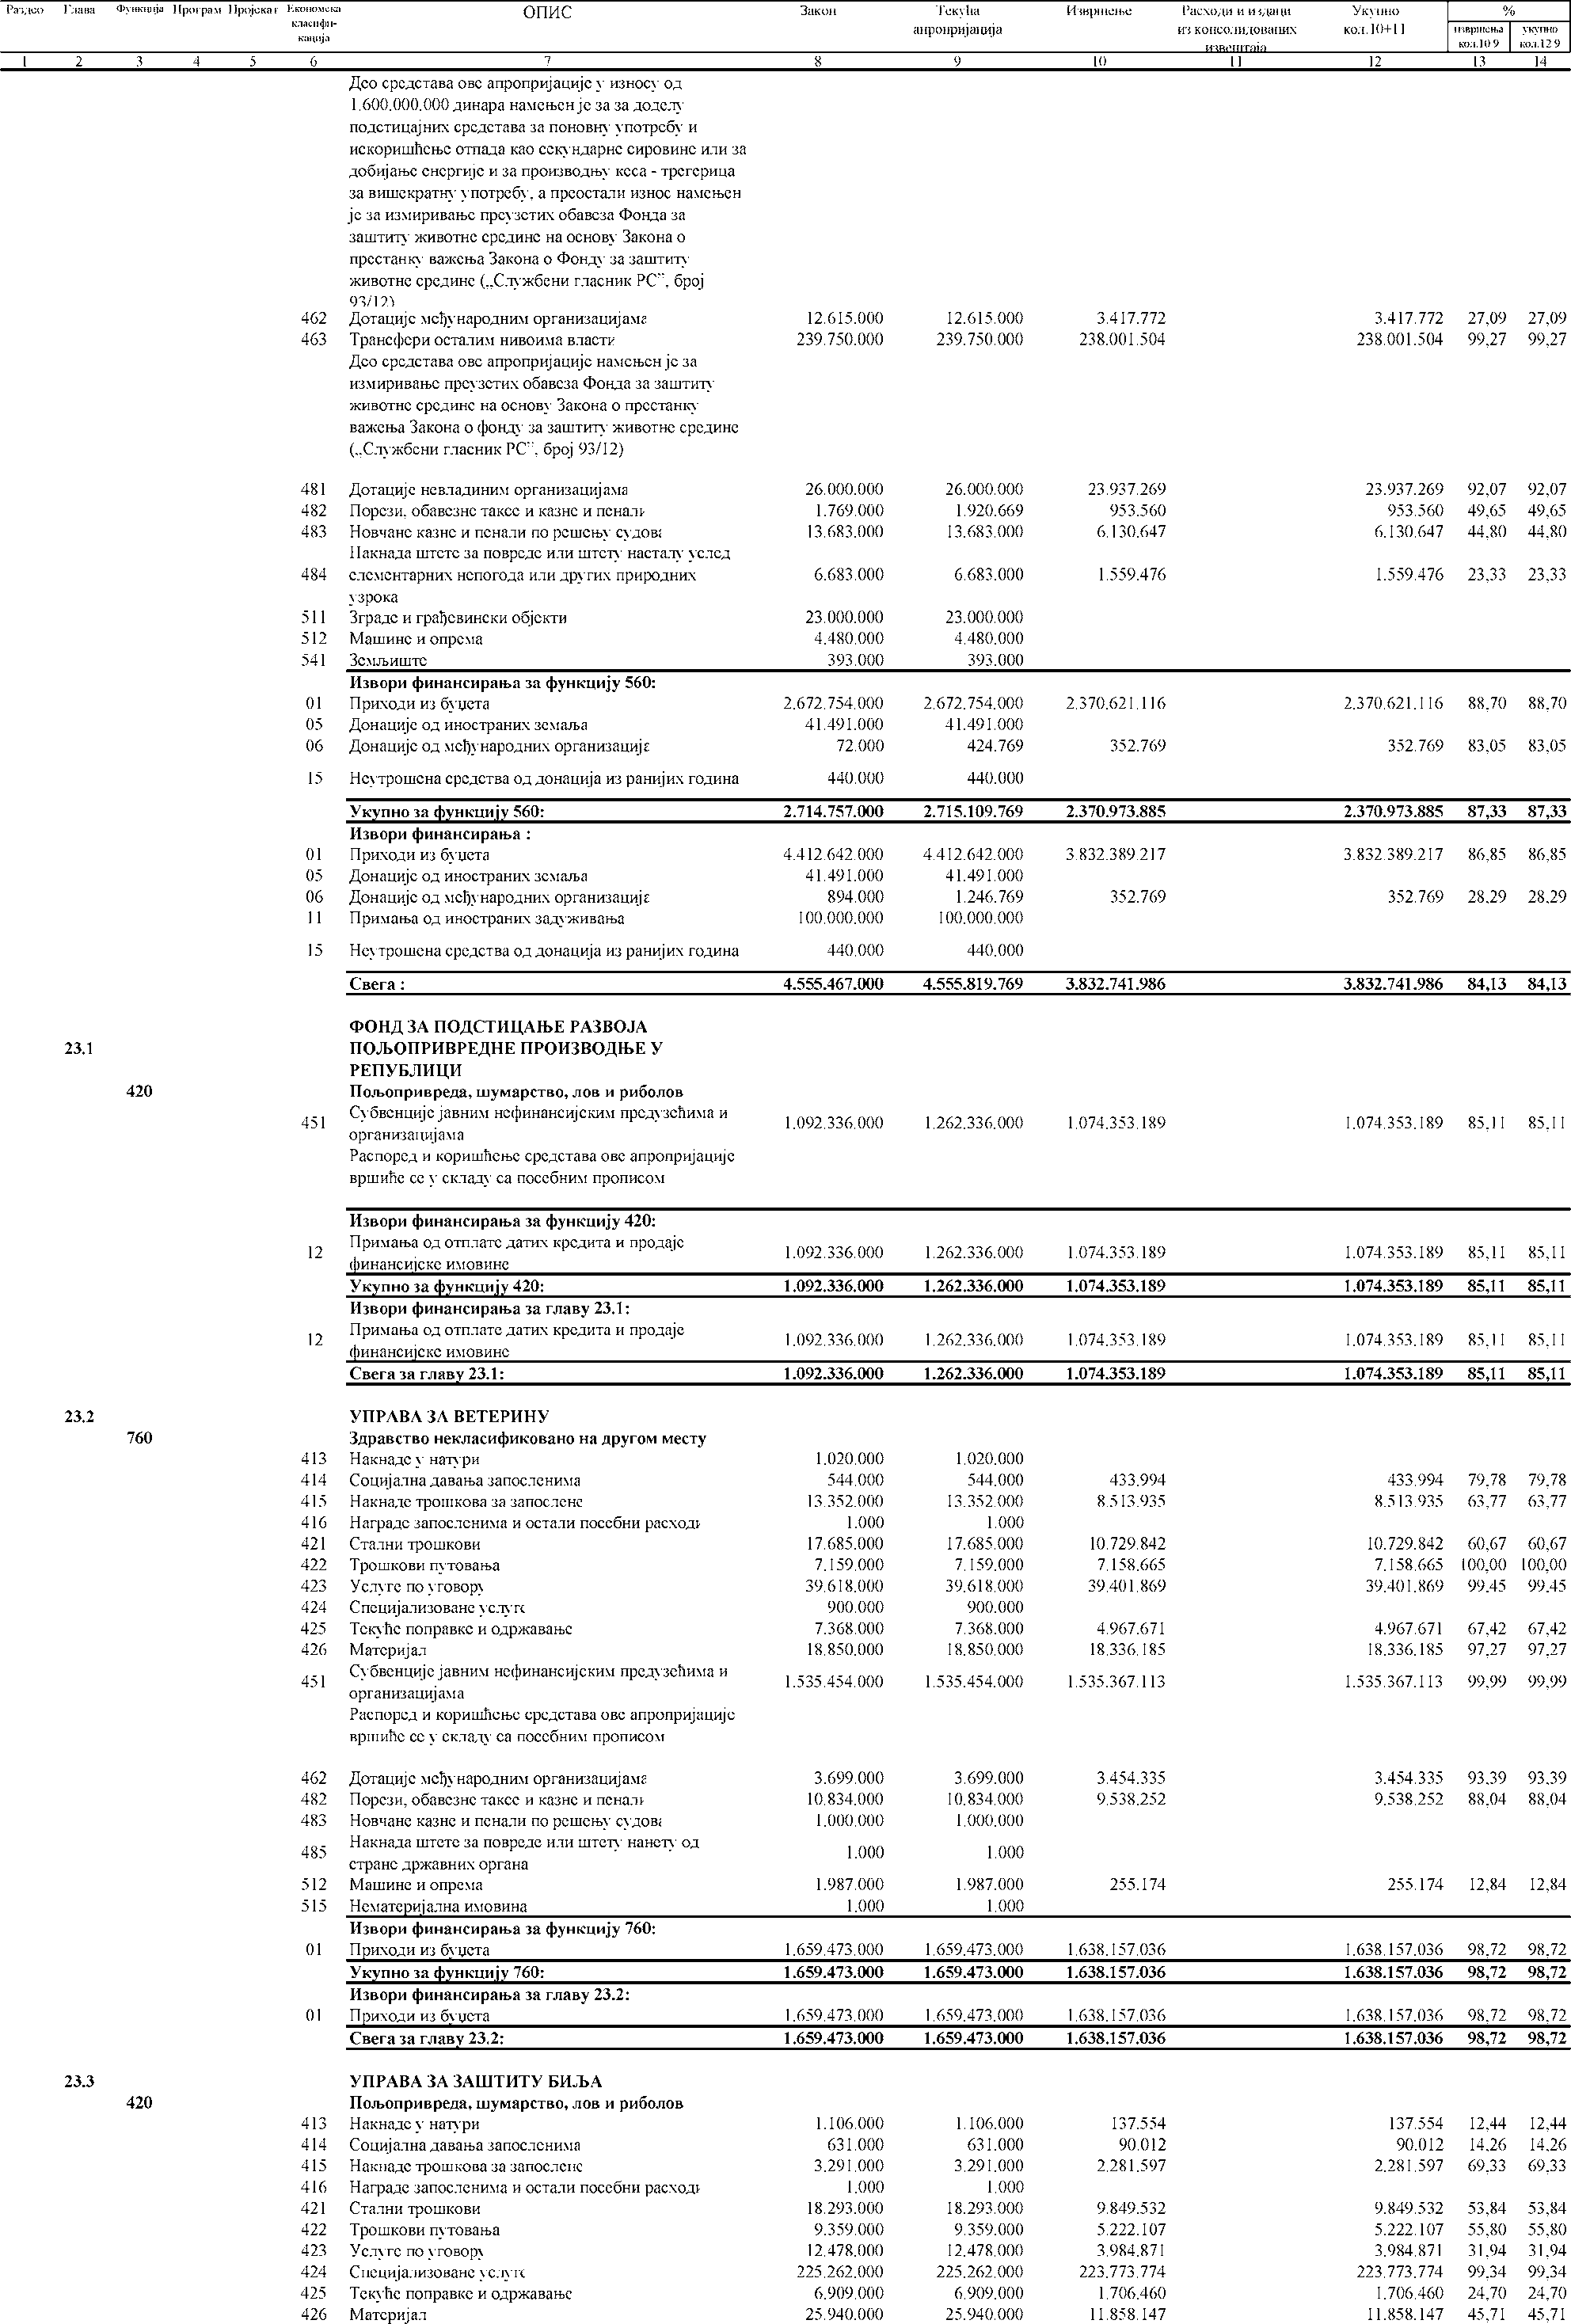 Раздео Глава Функција Програм Пројекат Економска класифи-кација ОПИС Закон Текућа апропријација Извршење Расходи и издаци из консолидованих извештаја Укупно кол.10+11 % извршења кол.10 9 укупно кол.12 9
1 2 3 4 5 6 7 8 9 10 11 12 13 14
Део средстава ове апропријације у износу од
1.600.000.000 динара намењен је за за доделу
подстицајних средстава за поновну употребу и
искоришћење отпада као секундарне сировине или за
добијање енергије и за производњу кеса - трегерица
за вишекратну употребу, а преостали износ намењен
је за измиривање преузетих обавеза Фонда за
заштиту животне средине на основу Закона о
престанку важења Закона о Фонду за заштиту
животне средине („Службени гласник РС”, број
93/12)
462 Дотације међународним организацијама 12.615.000 12.615.000 3.417.772 3.417.772 27,09 27,09
463 Трансфери осталим нивоима власти 239.750.000 239.750.000 238.001.504 238.001.504 99,27 99,27
Део средстава ове апропријације намењен је за
измиривање преузетих обавеза Фонда за заштиту
животне средине на основу Закона о престанку
важења Закона о фонду за заштиту животне средине
(„Службени гласник РС”, број 93/12)
481 Дотације невладиним организацијама 26.000.000 26.000.000 23.937.269 23.937.269 92,07 92,07
482 Порези, обавезне таксе и казне и пенали 1.769.000 1.920.669 953.560 953.560 49,65 49,65
483 Новчане казне и пенали по решењу судова 13.683.000 13.683.000 6.130.647 6.130.647 44,80 44,80
Накнада штете за повреде или штету насталу услед
484 елементарних непогода или других природних 6.683.000 6.683.000 1.559.476 1.559.476 23,33 23,33
узрока
511 Зграде и грађевински објекти 23.000.000 23.000.000
512 Машине и опрема 4.480.000 4.480.000
541 Земљиште 393.000 393.000
Извори финансирања за функцију 560:
01 Приходи из буџета 2.672.754.000 2.672.754.000 2.370.621.116 2.370.621.116 88,70 88,70
05 Донације од иностраних земаља 41.491.000 41.491.000
06 Донације од међународних организација 72.000 424.769 352.769 352.769 83,05 83,05
15 Неутрошена средства од донација из ранијих година 440.000 440.000
Укупно за функцију 560: 2.714.757.000 2.715.109.769 2.370.973.885 2.370.973.885 87,33 87,33
Извори финансирања :
01 Приходи из буџета 4.412.642.000 4.412.642.000 3.832.389.217 3.832.389.217 86,85 86,85
05 Донације од иностраних земаља 41.491.000 41.491.000
06 Донације од међународних организација 894.000 1.246.769 352.769 352.769 28,29 28,29
11 Примања од иностраних задуживања 100.000.000 100.000.000
15 Неутрошена средства од донација из ранијих година 440.000 440.000
Свега : 4.555.467.000 4.555.819.769 3.832.741.986 3.832.741.986 84,13 84,13
ФОНД ЗА ПОДСТИЦАЊЕ РАЗВОЈА
23.1 ПОЉОПРИВРЕДНЕ ПРОИЗВОДЊЕ У
РЕПУБЛИЦИ
420 Пољопривреда, шумарство, лов и риболов
451 Субвенције јавним нефинансијским предузећима и 1.092.336.000 1.262.336.000 1.074.353.189 1.074.353.189 85,11 85,11
организацијама
Распоред и коришћење средстава ове апропријације
вршиће се у складу са посебним прописом
Извори финансирања за функцију 420:
12 Примања од отплате датих кредита и продаје 1.092.336.000 1.262.336.000 1.074.353.189 1.074.353.189 85,11 85,11
финансијске имовине
Укупно за функцију 420: 1.092.336.000 1.262.336.000 1.074.353.189 1.074.353.189 85,11 85,11
Извори финансирања за главу 23.1:
12 Примања од отплате датих кредита и продаје 1.092.336.000 1.262.336.000 1.074.353.189 1.074.353.189 85,11 85,11
финансијске имовине
Свега за главу 23.1: 1.092.336.000 1.262.336.000 1.074.353.189 1.074.353.189 85,11 85,11
23.2 УПРАВА ЗА ВЕТЕРИНУ
760 Здравство некласификовано на другом месту
413 Накнаде у натури 1.020.000 1.020.000
414 Социјална давања запосленима 544.000 544.000 433.994 433.994 79,78 79,78
415 Накнаде трошкова за запослене 13.352.000 13.352.000 8.513.935 8.513.935 63,77 63,77
416 Награде запосленима и остали посебни расходи 1.000 1.000
421 Стални трошкови 17.685.000 17.685.000 10.729.842 10.729.842 60,67 60,67
422 Трошкови путовања 7.159.000 7.159.000 7.158.665 7.158.665 100,00 100,00
423 Услуге по уговору 39.618.000 39.618.000 39.401.869 39.401.869 99,45 99,45
424 Специјализоване услуге 900.000 900.000
425 Текуће поправке и одржавање 7.368.000 7.368.000 4.967.671 4.967.671 67,42 67,42
426 Материјал 18.850.000 18.850.000 18.336.185 18.336.185 97,27 97,27
451 Субвенције јавним нефинансијским предузећима и 1.535.454.000 1.535.454.000 1.535.367.113 1.535.367.113 99,99 99,99
организацијама
Распоред и коришћење средстава ове апропријације
вршиће се у складу са посебним прописом
462 Дотације међународним организацијама 3.699.000 3.699.000 3.454.335 3.454.335 93,39 93,39
482 Порези, обавезне таксе и казне и пенали 10.834.000 10.834.000 9.538.252 9.538.252 88,04 88,04
483 Новчане казне и пенали по решењу судова 1.000.000 1.000.000
485 Накнада штете за повреде или штету нанету од 1.000 1.000
стране државних органа
512 Машине и опрема 1.987.000 1.987.000 255.174 255.174 12,84 12,84
515 Нематеријална имовина 1.000 1.000
Извори финансирања за функцију 760:
01 Приходи из буџета 1.659.473.000 1.659.473.000 1.638.157.036 1.638.157.036 98,72 98,72
Укупно за функцију 760: 1.659.473.000 1.659.473.000 1.638.157.036 1.638.157.036 98,72 98,72
Извори финансирања за главу 23.2:
01 Приходи из буџета 1.659.473.000 1.659.473.000 1.638.157.036 1.638.157.036 98,72 98,72
Свега за главу 23.2: 1.659.473.000 1.659.473.000 1.638.157.036 1.638.157.036 98,72 98,72
23.3 УПРАВА ЗА ЗАШТИТУ БИЉА
420 Пољопривреда, шумарство, лов и риболов
413 Накнаде у натури 1.106.000 1.106.000 137.554 137.554 12,44 12,44
414 Социјална давања запосленима 631.000 631.000 90.012 90.012 14,26 14,26
415 Накнаде трошкова за запослене 3.291.000 3.291.000 2.281.597 2.281.597 69,33 69,33
416 Награде запосленима и остали посебни расходи 1.000 1.000
421 Стални трошкови 18.293.000 18.293.000 9.849.532 9.849.532 53,84 53,84
422 Трошкови путовања 9.359.000 9.359.000 5.222.107 5.222.107 55,80 55,80
423 Услуге по уговору 12.478.000 12.478.000 3.984.871 3.984.871 31,94 31,94
424 Специјализоване услуге 225.262.000 225.262.000 223.773.774 223.773.774 99,34 99,34
425 Текуће поправке и одржавање 6.909.000 6.909.000 1.706.460 1.706.460 24,70 24,70
426 Материјал 25.940.000 25.940.000 11.858.147 11.858.147 45,71 45,71